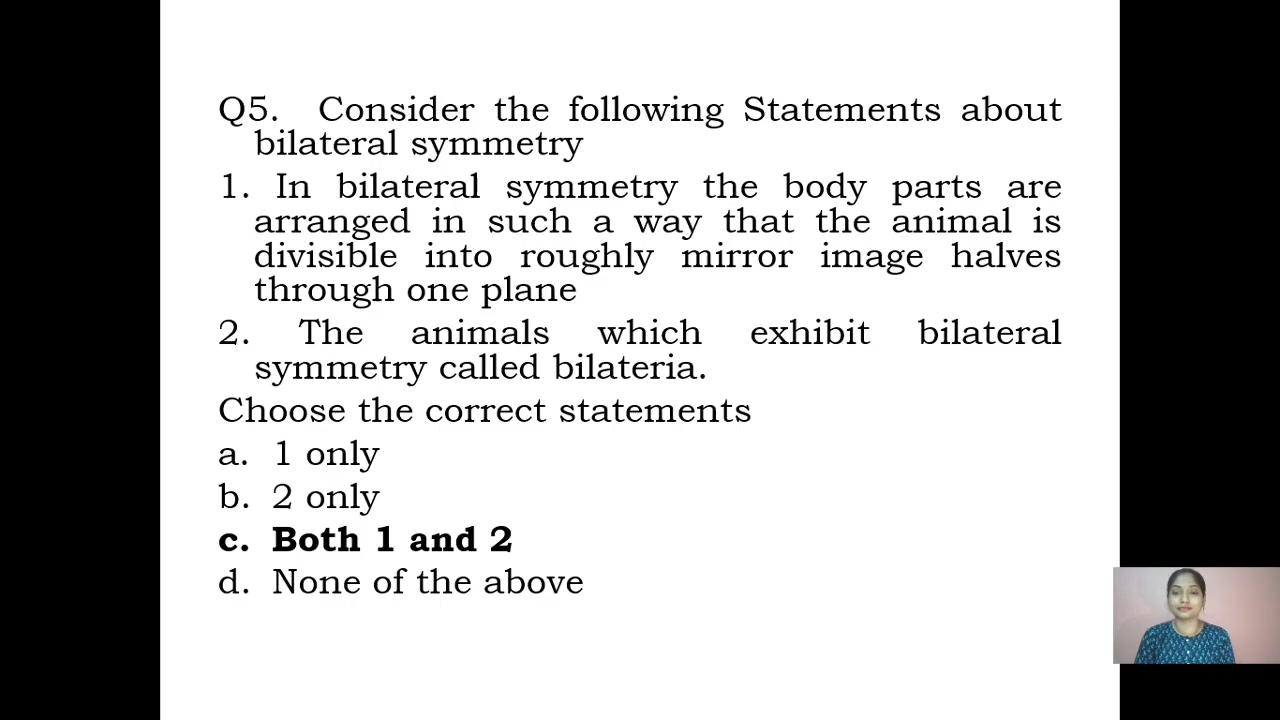 Q5. Consider the following Statements about
bilateral symmetry
1. In bilateral symmetry the body parts are
arranged in such a way that the animal is
divisible into roughly mirror image halves
through one plane
2. The animals which exhibit bilateral
symmetry called bilateria.
Choose the correct statements
a. 1 only
b. 2 only
c. Both 1 and 2
d. None of the above